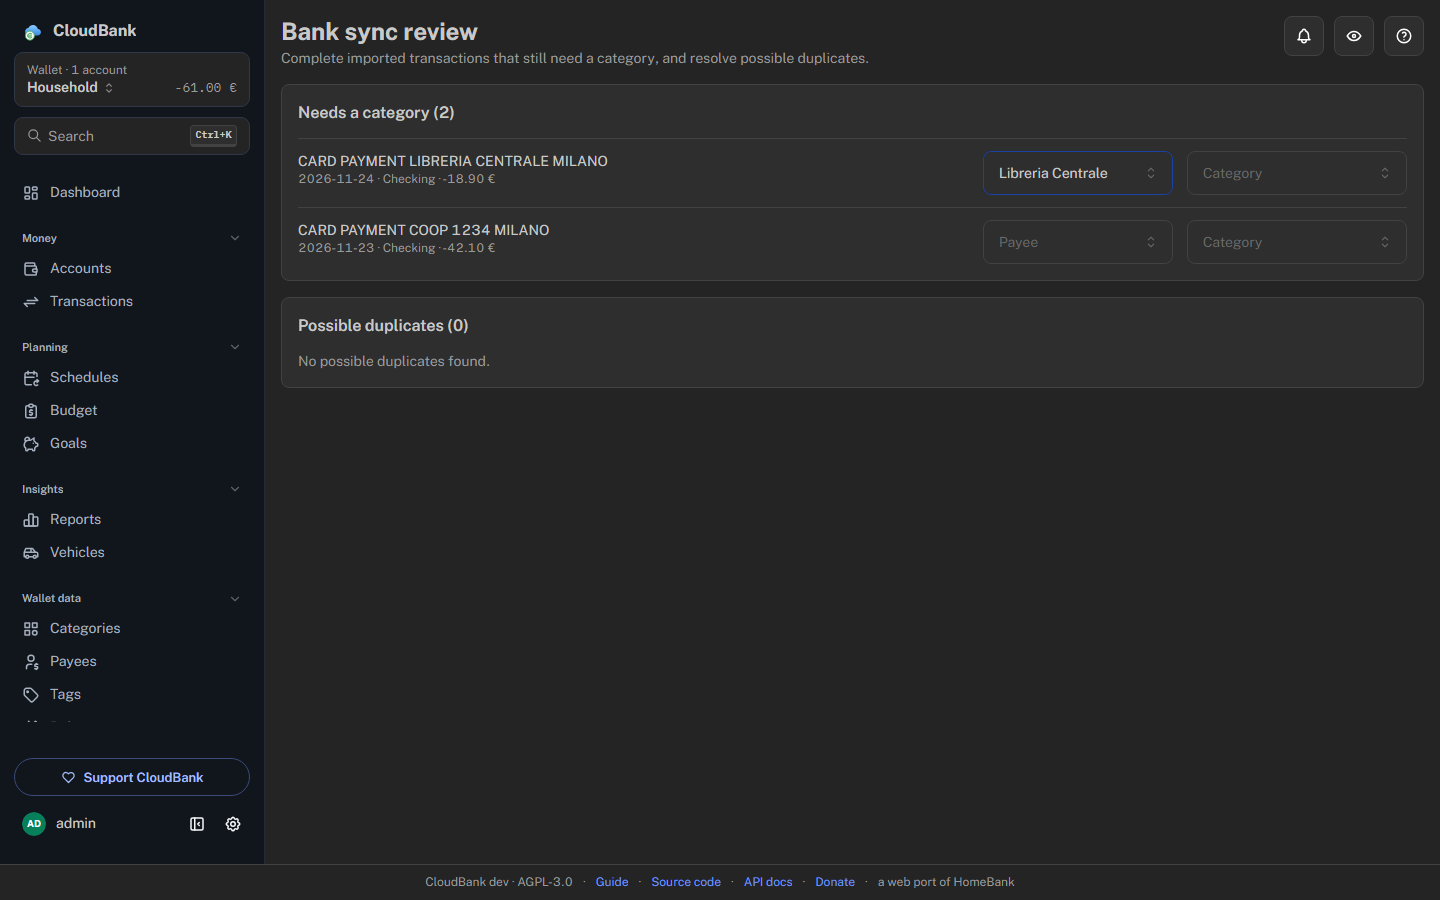 CloudBank
Wallet · 1 account
Household
-61.00 €
Search
Ctrl+K
Dashboard
Money
Accounts
Transactions
Planning
Schedules
Budget
Goals
Insights
Reports
Vehicles
Wallet data
Categories
Payees
Tags
Support CloudBank
AD
admin
Bank sync review
Complete imported transactions that still need a category, and resolve possible duplicates.
Needs a category (2)
CARD PAYMENT LIBRERIA CENTRALE MILANO
2026-11-24 · Checking · -18.90 €
Libreria Centrale
Category
CARD PAYMENT COOP 1234 MILANO
2026-11-23 · Checking · -42.10 €
Payee
Category
Possible duplicates (0)
No possible duplicates found.
CloudBank dev · AGPL-3.0 · Guide · Source code · API docs · Donate · a web port of HomeBank